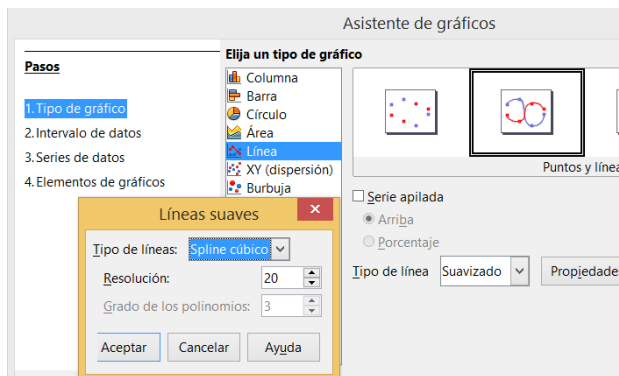 Asistente de gráficos
Pasos
1.Tipo de gráfico
2.Intervalo de datos
3.Series de datos
4.Elementos de gráficos
Elija un tipo de gráfico
Columna
Barra
Círculo
Área
Línea
XY (dispersión)
Burbuja
Puntos y línea
Serie apilada
Arriba
Porcentaje
Tipo de línea Suavizado Propiedades
Líneas suaves
Tipo de líneas: Spline cúbico
Resolución: 20
Grado de los polinomios: 3
Aceptar Cancelar Ayuda